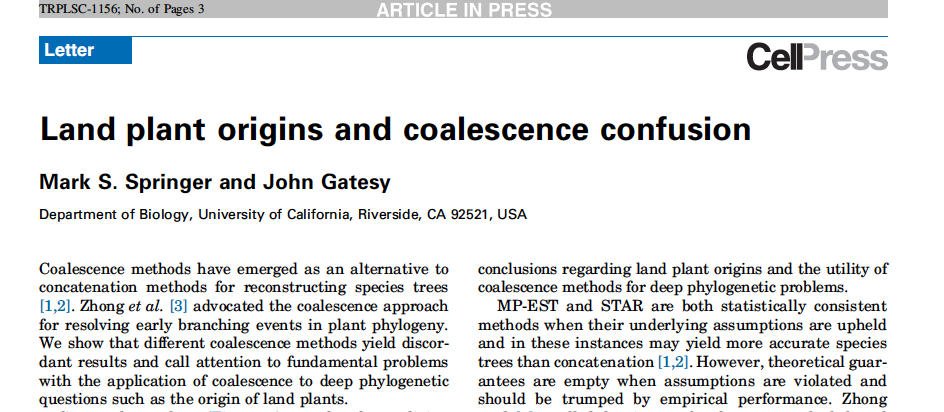 TRPLSC-1156; No. of Pages 3
ARTICLE IN PRESS
Letter
CellPress
Land plant origins and coalescence confusion
Mark S. Springer and John Gatesy
Department of Biology, University of California, Riverside, CA 92521, USA
Coalescence methods have emerged as an alternative to
concatenation methods for reconstructing species trees
[1,2]. Zhong et al. [3] advocated the coalescence approach
for resolving early branching events in plant phylogeny.
We show that different coalescence methods yield discor-
dant results and call attention to fundamental problems
with the application of coalescence to deep phylogenetic
questions such as the origin of land plants.
conclusions regarding land plant origins and the utility of
coalescence methods for deep phylogenetic problems.
MP-EST and STAR are both statistically consistent
methods when their underlying assumptions are upheld
and in these instances may yield more accurate species
trees than concatenation [1,2]. However, theoretical guar-
antees are empty when assumptions are violated and
should be trumped by empirical performance. Zhong